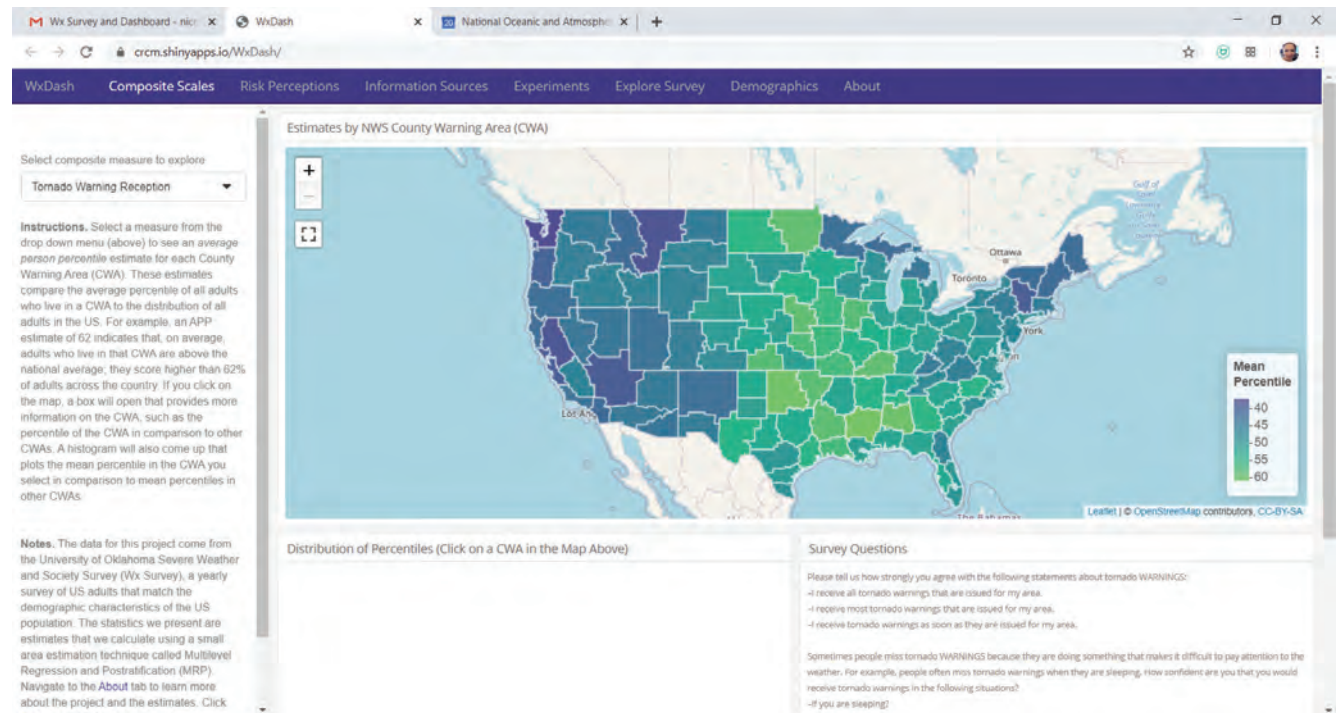 Wx Survey and Dashboard - nic
WxDash
National Oceanic and Atmosphe
crcm.shinyapps.io/WxDash/
WxDash Composite Scales Risk Perceptions Information Sources Experiments Explore Survey Demographics About
Select composite measure to explore
Tornado Warning Reception
Instructions. Select a measure from the
drop down menu (above) to see an average
person percentile estimate for each County
Warning Area (CWA). These estimates
compare the average percentile of all adults
who live in a CWA to the distribution of all
adults in the US. For example, an APP
estimate of 62 indicates that, on average,
adults who live in that CWA are above the
national average; they score higher than 62%
of adults across the country. If you click on
the map, a box will open that provides more
information on the CWA, such as the
percentile of the CWA in comparison to other
CWAs. A histogram will also come up that
plots the mean percentile in the CWA you
select in comparison to mean percentiles in
other CWAs.
Notes. The data for this project come from
the University of Oklahoma Severe Weather
and Society Survey (Wx Survey), a yearly
survey of US adults that match the
demographic characteristics of the US
population. The statistics we present are
estimates that we calculate using a small
area estimation technique called Multilevel
Regression and Postratification (MRP).
Navigate to the About tab to learn more
about the project and the estimates. Click
Estimates by NWS County Warning Area (CWA)
+
Gulf of
Ottawa
Toronto
York
Los Ang
The Bahamas
Mean
Percentile
40
45
50
55
60
Leaflet | © OpenStreetMap contributors, CC-BY-SA
Distribution of Percentiles (Click on a CWA in the Map Above)
Survey Questions
Please tell us how strongly you agree with the following statements about tornado WARNINGS:
-I receive all tornado warnings that are issued for my area.
-I receive most tornado warnings that are issued for my area.
-I receive tornado warnings as soon as they are issued for my area.
Sometimes people miss tornado WARNINGS because they are doing something that makes it difficult to pay attention to the
weather. For example, people often miss tornado warnings when they are sleeping. How confident are you that you would
receive tornado warnings in the following situations?
-If you are sleeping?